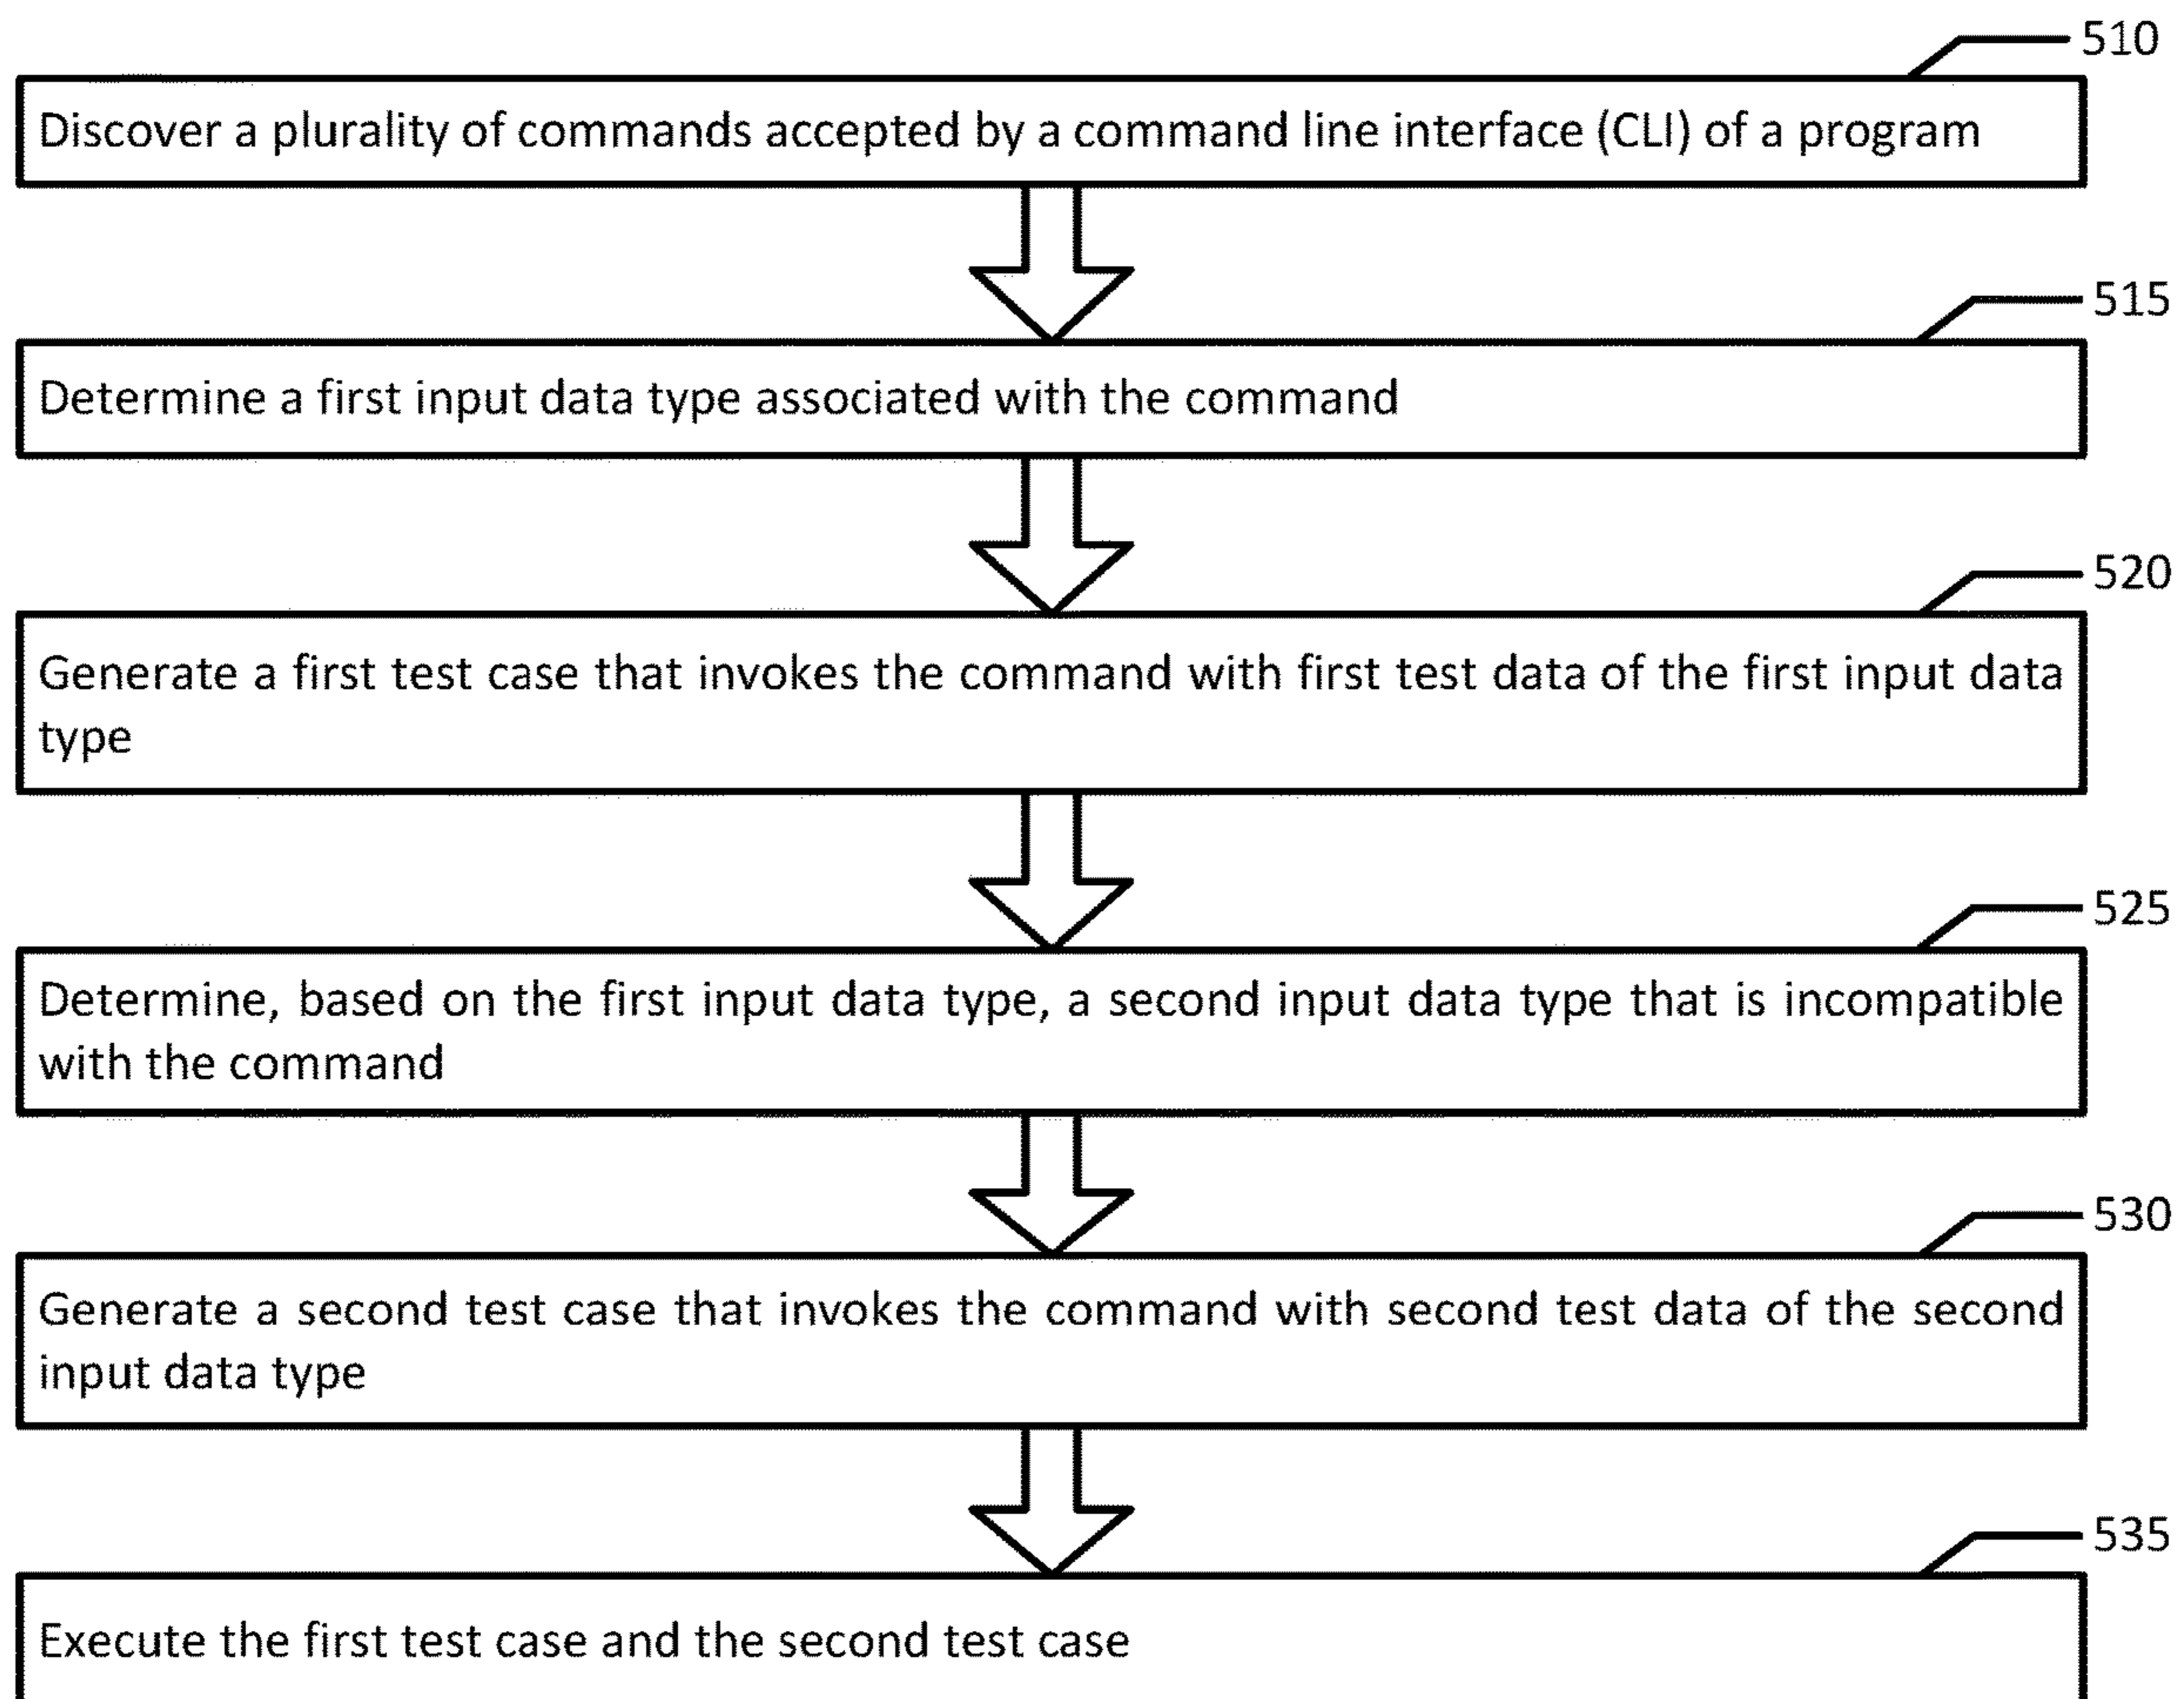 510
Discover a plurality of commands accepted by a command line interface (CLI) of a program
515
Determine a first input data type associated with the command
520
Generate a first test case that invokes the command with first test data of the first input data
type
525
Determine, based on the first input data type, a second input data type that is incompatible
with the command
530
Generate a second test case that invokes the command with second test data of the second
input data type
535
Execute the first test case and the second test case